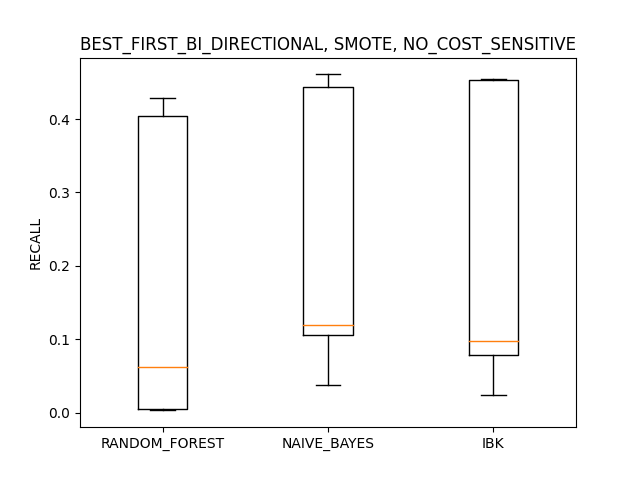 BEST_FIRST_BI_DIRECTIONAL, SMOTE, NO_COST_SENSITIVE
0.4
0.3
0.2
0.1
0.0
RECALL
RANDOM_FOREST NAIVE_BAYES IBK